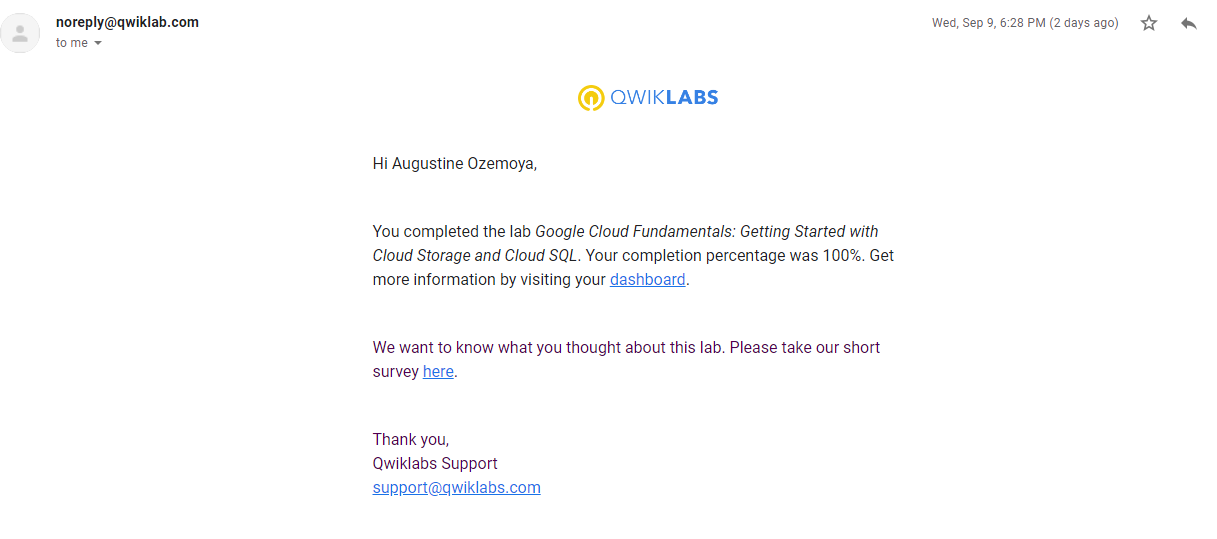 noreply@qwiklab.com
Wed, Sep 9, 6:28 PM (2 days ago)
to me
QWIKLABS
Hi Augustine Ozemoya,
You completed the lab Google Cloud Fundamentals: Getting Started with
Cloud Storage and Cloud SQL. Your completion percentage was 100%. Get
more information by visiting your dashboard.
We want to know what you thought about this lab. Please take our short
survey here.
Thank you,
Qwiklabs Support
support@qwiklabs.com